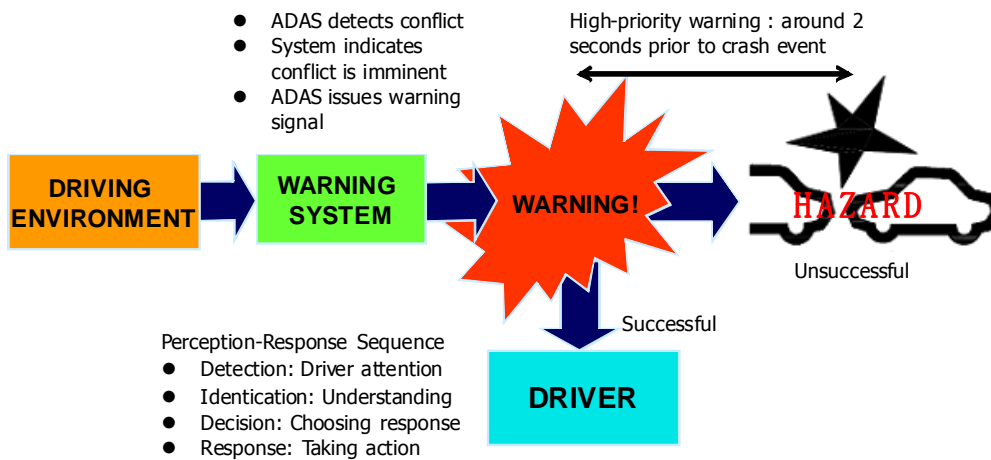 ● ADAS detects conflict
● System indicates
conflict is imminent
● ADAS issues warning
signal
High-priority warning : around 2
seconds prior to crash event
DRIVING
ENVIRONMENT
WARNING
SYSTEM
WARNING!
HAZARD
Unsuccessful
Successful
Perception-Response Sequence
● Detection: Driver attention
● Identication: Understanding
● Decision: Choosing response
● Response: Taking action
DRIVER